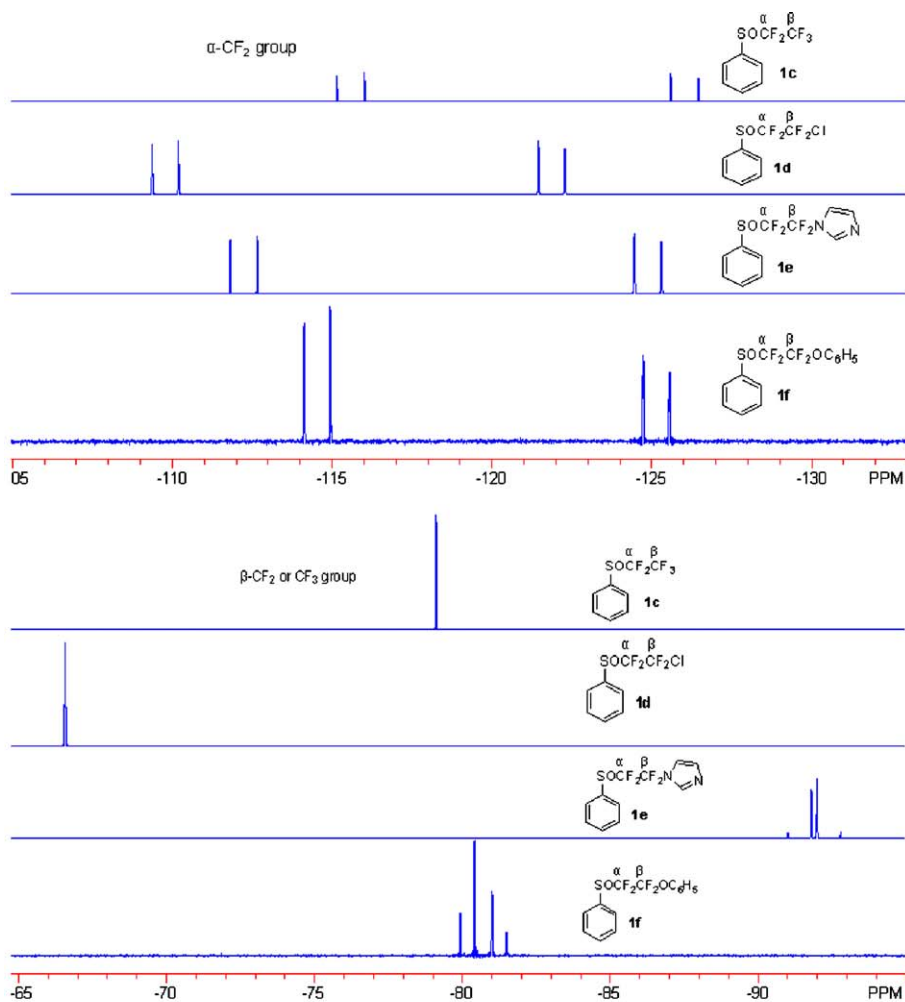 α β
SOCF₂CF₃
α-CF₂ group
1c
α β
SOCF₂CF₂Cl
1d
α β
SOCF₂CF₂N N
1e
α β
SOCF₂CF₂OC₆H₅
1f
05 -110 -115 -120 -125 -130 PPM
α β
SOCF₂CF₃
β-CF₂ or CF₃ group
1c
α β
SOCF₂CF₂Cl
1d
α β
SOCF₂CF₂N N
1e
α β
SOCF₂CF₂OC₆H₅
1f
-65 -70 -75 -80 -85 -90 PPM